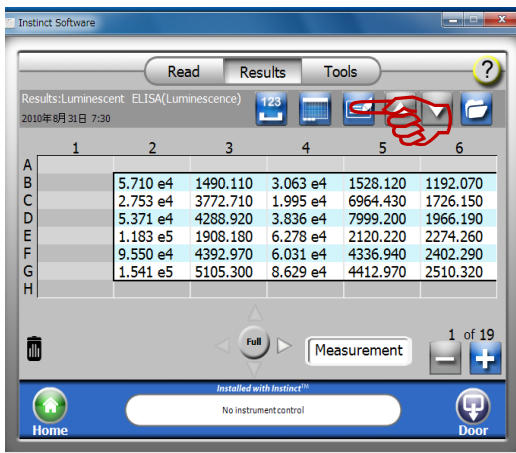 Instinct Software
Read Results Tools ?
Results:Luminescent ELISA(Luminescence)
2010年8月31日 7:30
123
1 2 3 4 5 6
A
B 5.710 e4 1490.110 3.063 e4 1528.120 1192.070
C 2.753 e4 3772.710 1.995 e4 6964.430 1726.150
D 5.371 e4 4288.920 3.836 e4 7999.200 1966.190
E 1.183 e5 1908.180 6.278 e4 2120.220 2274.260
F 9.550 e4 4392.970 6.031 e4 4336.940 2402.290
G 1.541 e5 5105.300 8.629 e4 4412.970 2510.320
H
Full
Measurement
1 of 19
Installed with Instinct™
No instrument control
Home
Door